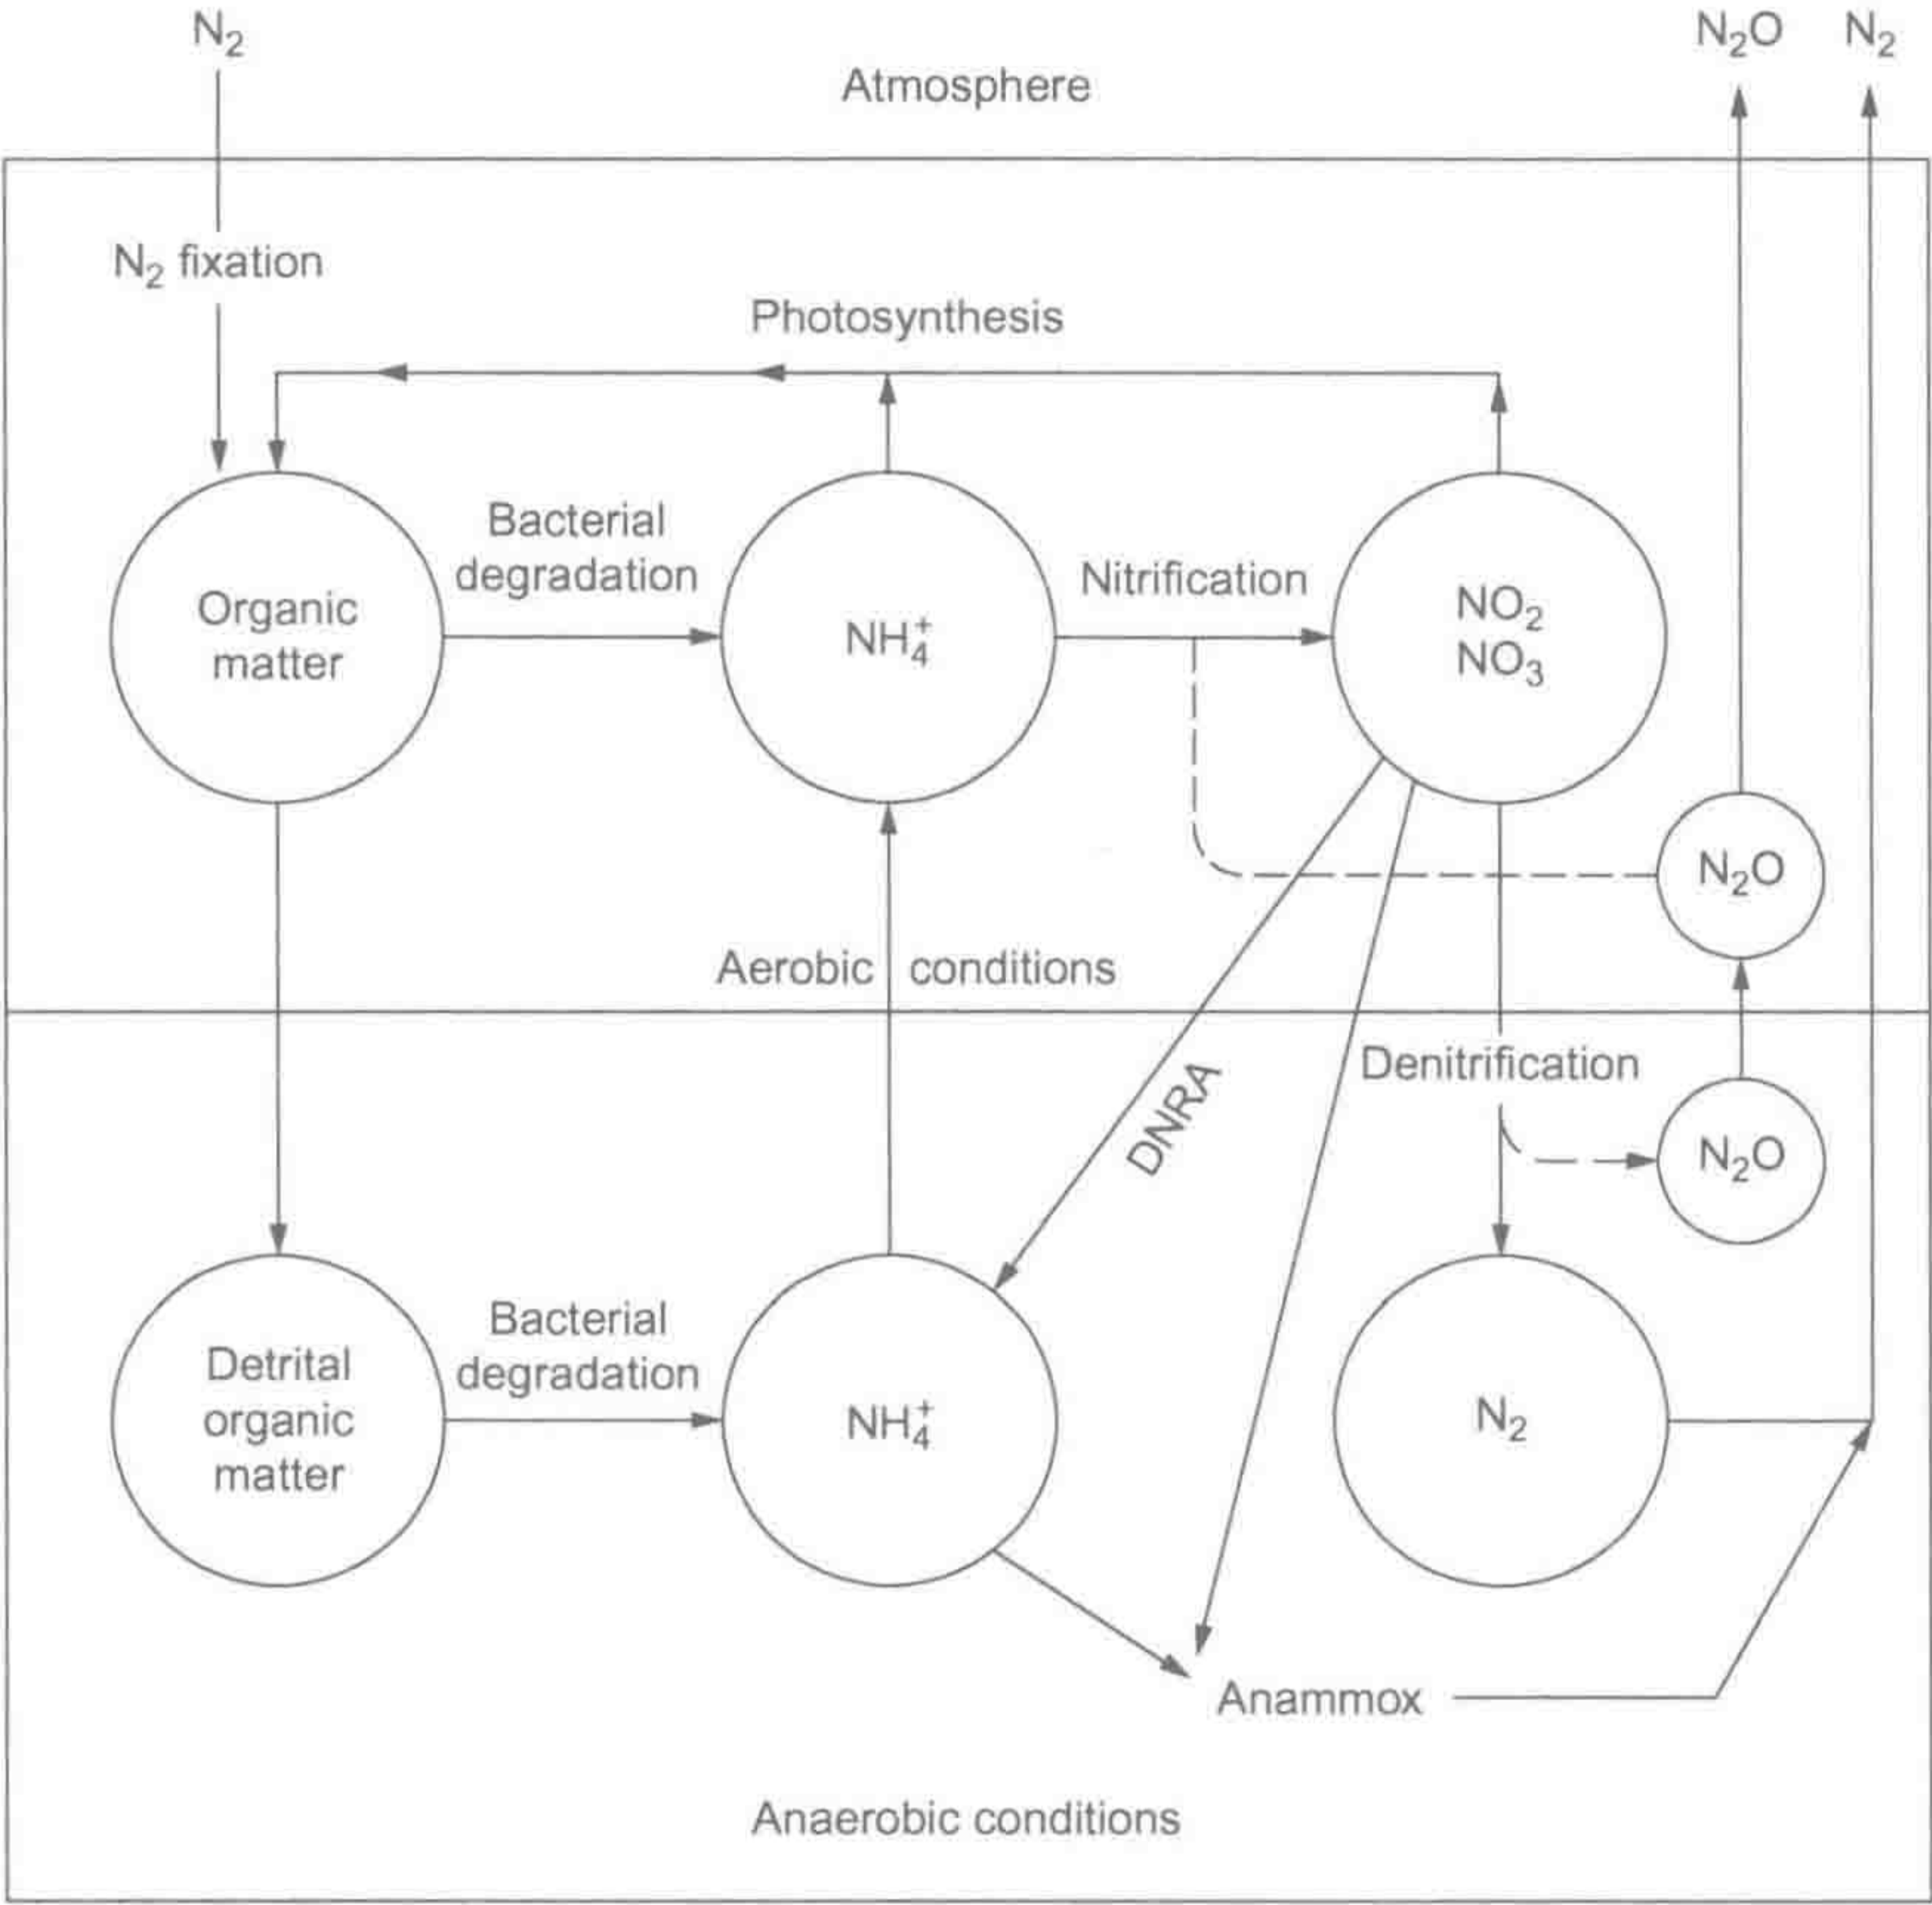 N₂
N₂O
N₂
Atmosphere
N₂ fixation
Photosynthesis
Bacterial
degradation
Nitrification
Organic
matter
NH₄⁺
NO₂
NO₃
N₂O
Aerobic conditions
Denitrification
DNRA
N₂O
Bacterial
degradation
Detrital
organic
matter
NH₄⁺
N₂
Anammox
Anaerobic conditions